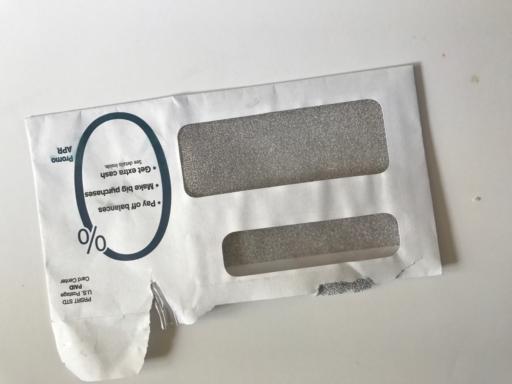 PRSRT STD
U.S. Postage
PAID
Card Center
0%
• Pay off balances
• Make big purchases
• Get extra cash
See details inside.
Promo
APR